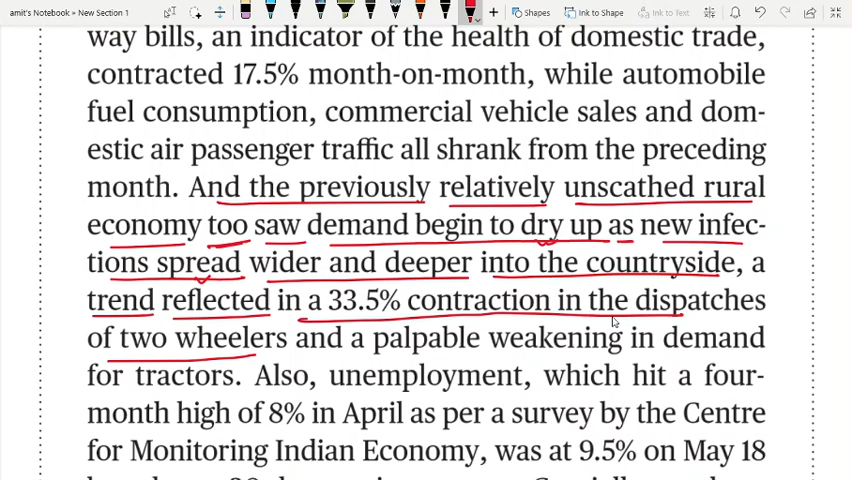 amit's Notebook » New Section 1
Shapes
Ink to Shape
Ink to Text
way bills, an indicator of the health of domestic trade,
contracted 17.5% month-on-month, while automobile
fuel consumption, commercial vehicle sales and dom-
estic air passenger traffic all shrank from the preceding
month. And the previously relatively unscathed rural
economy too saw demand begin to dry up as new infec-
tions spread wider and deeper into the countryside, a
trend reflected in a 33.5% contraction in the dispatches
of two wheelers and a palpable weakening in demand
for tractors. Also, unemployment, which hit a four-
month high of 8% in April as per a survey by the Centre
for Monitoring Indian Economy, was at 9.5% on May 18